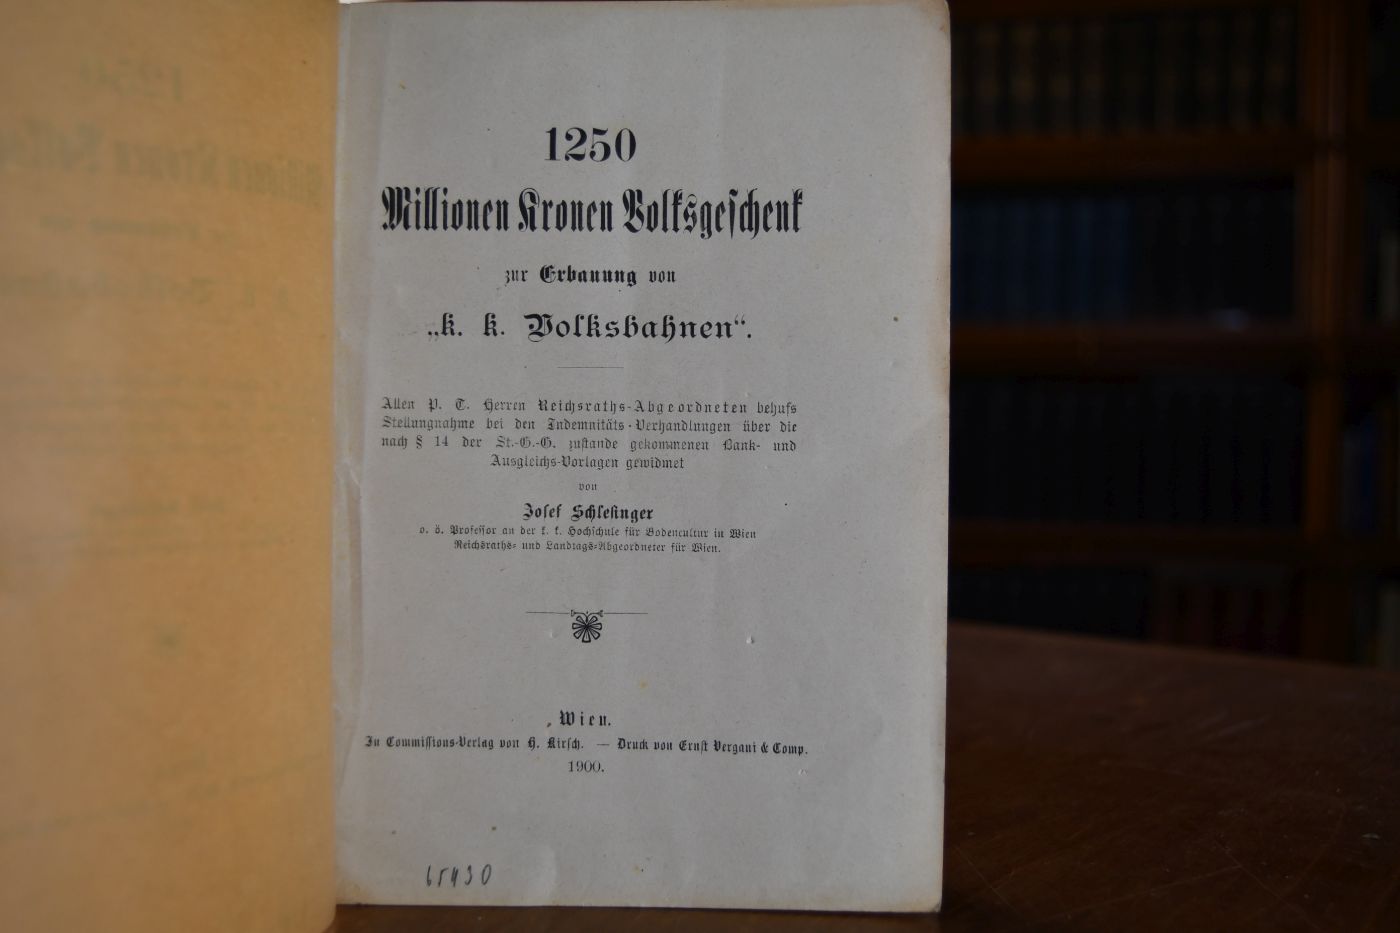 1250
Millionen Kronen Volksgeschenk
zur Erbauung von
„k. k. Volksbahnen“.
Allen P. T. Herren Reichsraths-Abgeordneten behufs
Stellungnahme bei den Indemnitäts-Verhandlungen über die
nach § 14 der St.-G.-G. zustande gekommenen Bank- und
Ausgleichs-Vorlagen gewidmet
von
Josef Schlesinger
o. ö. Professor an der k. k. Hochschule für Bodencultur in Wien
Reichsraths- und Landtags-Abgeordneter für Wien.
Wien.
In Commissions-Verlag von H. Kirsch. — Druck von Ernst Vergani & Comp.
1900.
65430